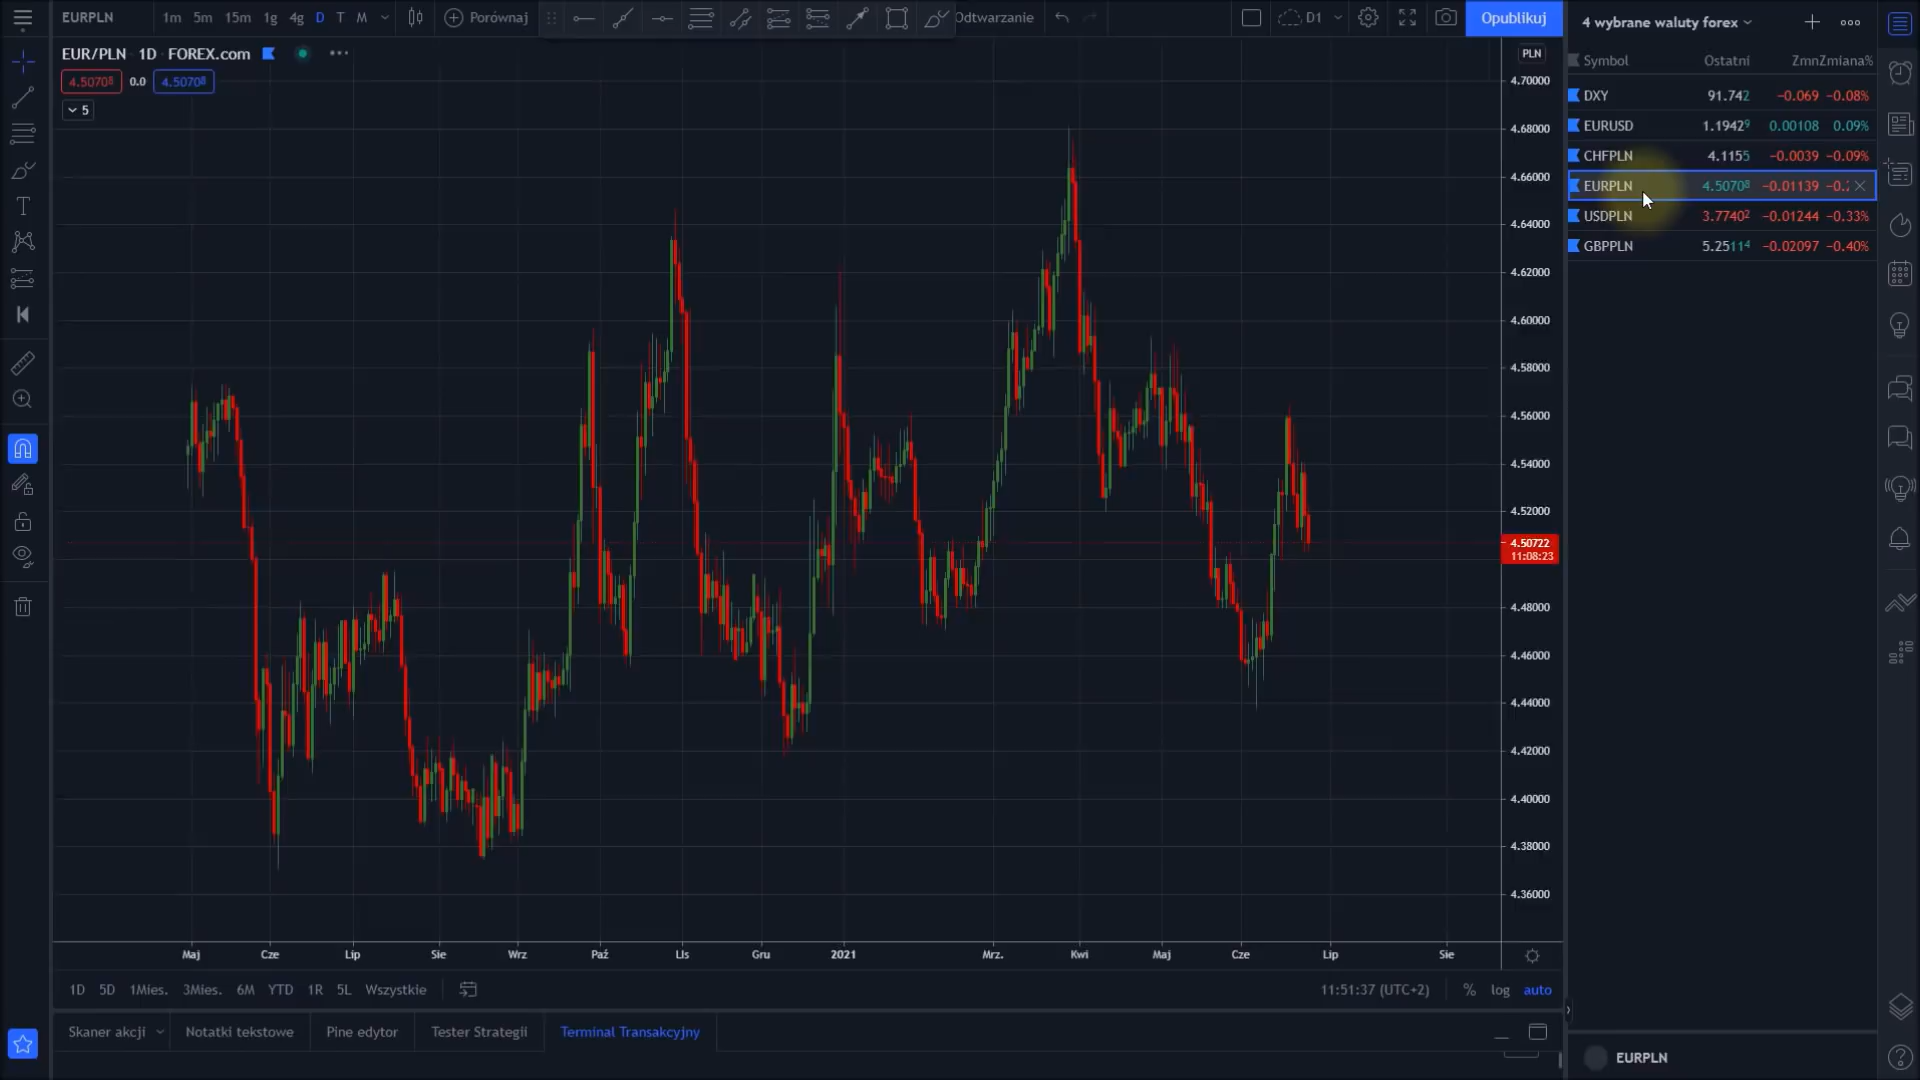 EURPLN 1m 5m 15m 1g 4g D T M Porównaj Odtwarzanie D1 Opublikuj
EUR/PLN 1D FOREX.com
4.50708 0.0 4.50708
5
PLN
4.70000
4.68000
4.66000
4.64000
4.62000
4.60000
4.58000
4.56000
4.54000
4.52000
4.50722
11:08:23
4.48000
4.46000
4.44000
4.42000
4.40000
4.38000
4.36000
Maj Cze Lip Sie Wrz Paź Lis Gru 2021 Mrz. Kwi Maj Cze Lip Sie
1D 5D 1Mies. 3Mies. 6M YTD 1R 5L Wszystkie 11:51:37 (UTC+2) % log auto
Skaner akcji Notatki tekstowe Pine edytor Tester Strategii Terminal Transakcyjny
4 wybrane waluty forex
Symbol Ostatni Zmn Zmiana%
DXY 91.742 −0.069 −0.08%
EURUSD 1.19429 0.00108 0.09%
CHFPLN 4.1155 −0.0039 −0.09%
EURPLN 4.50708 −0.01139
USDPLN 3.77402 −0.01244 −0.33%
GBPPLN 5.25114 −0.02097 −0.40%
EURPLN